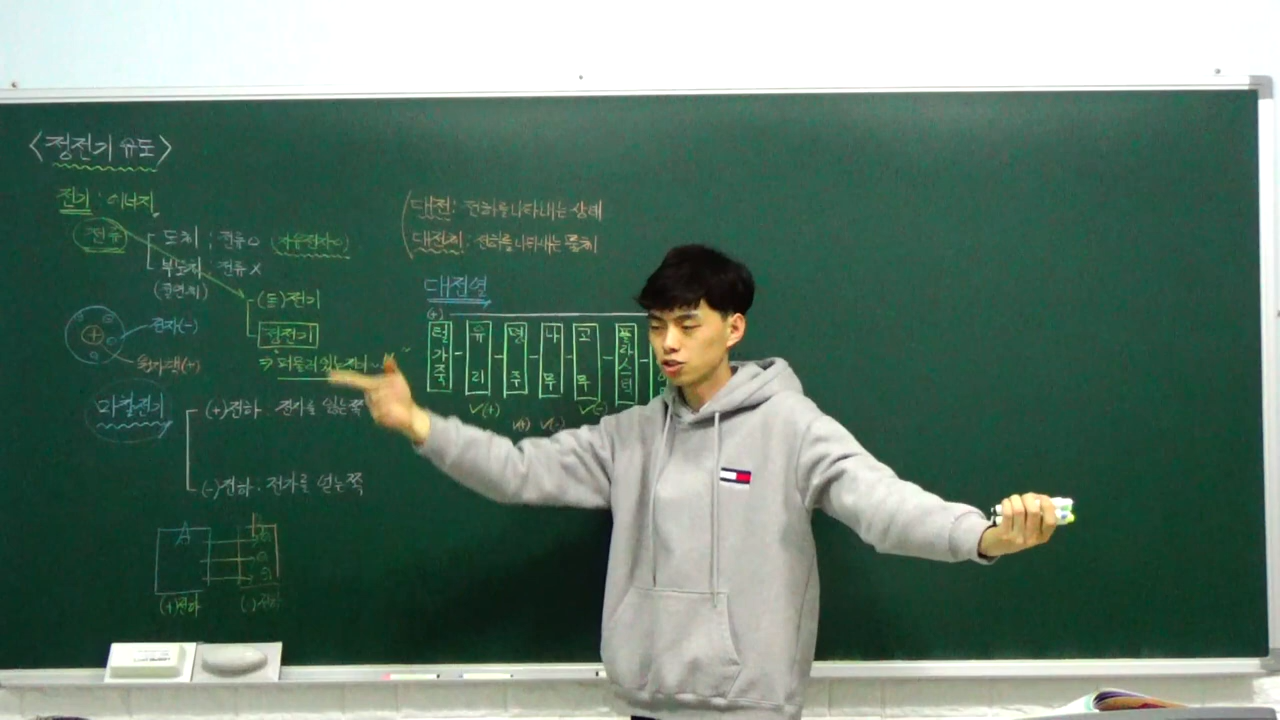 <정전기 유도>
전기 : 에너지
전류
도체 : 전류 O (자유전자 O)
부도체 : 전류 X
(절연체)
(동)전기
정전기
⇒ 머물러있는전기
전자(-)
원자핵(+)
마찰전기
(+)전하 : 전자를 잃는쪽
(-)전하 : 전자를 얻는쪽
A
(+)전하
(-)전하
대전 : 전하를 나타내는 상태
대전체 : 전하를 나타내는 물체
대전열
(+)
털가죽 - 유리 - 명주 - 나무 - 고무 - 플라스틱 -
✓(+) ✓(-)
✓(+) ✓(-)